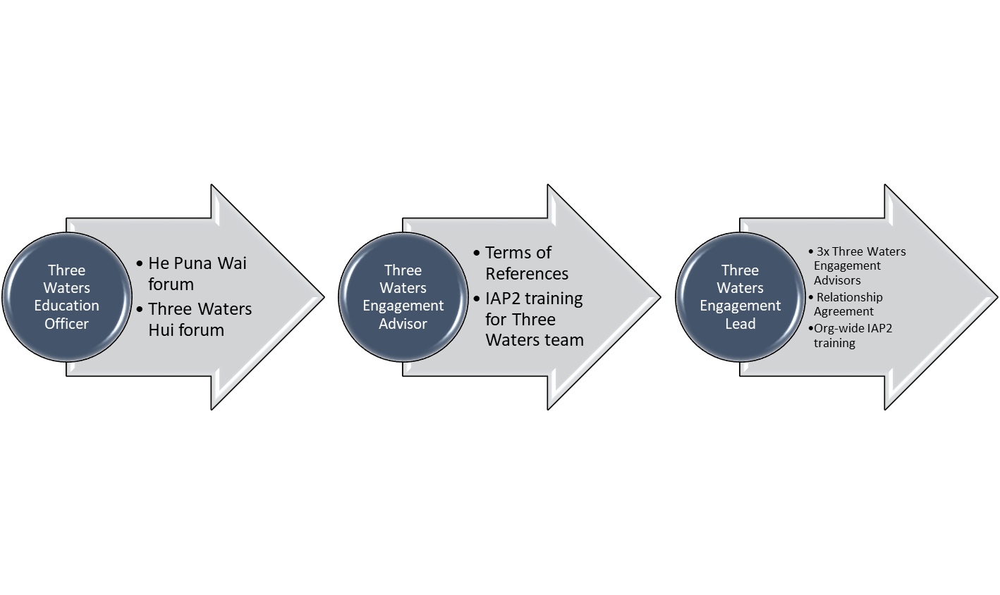 Three
Waters
Education
Officer
• He Puna Wai
forum
• Three Waters
Hui forum
Three
Waters
Engagement
Advisor
• Terms of
References
• IAP2 training
for Three
Waters team
Three
Waters
Engagement
Lead
• 3x Three Waters
Engagement
Advisors
• Relationship
Agreement
•Org-wide IAP2
training